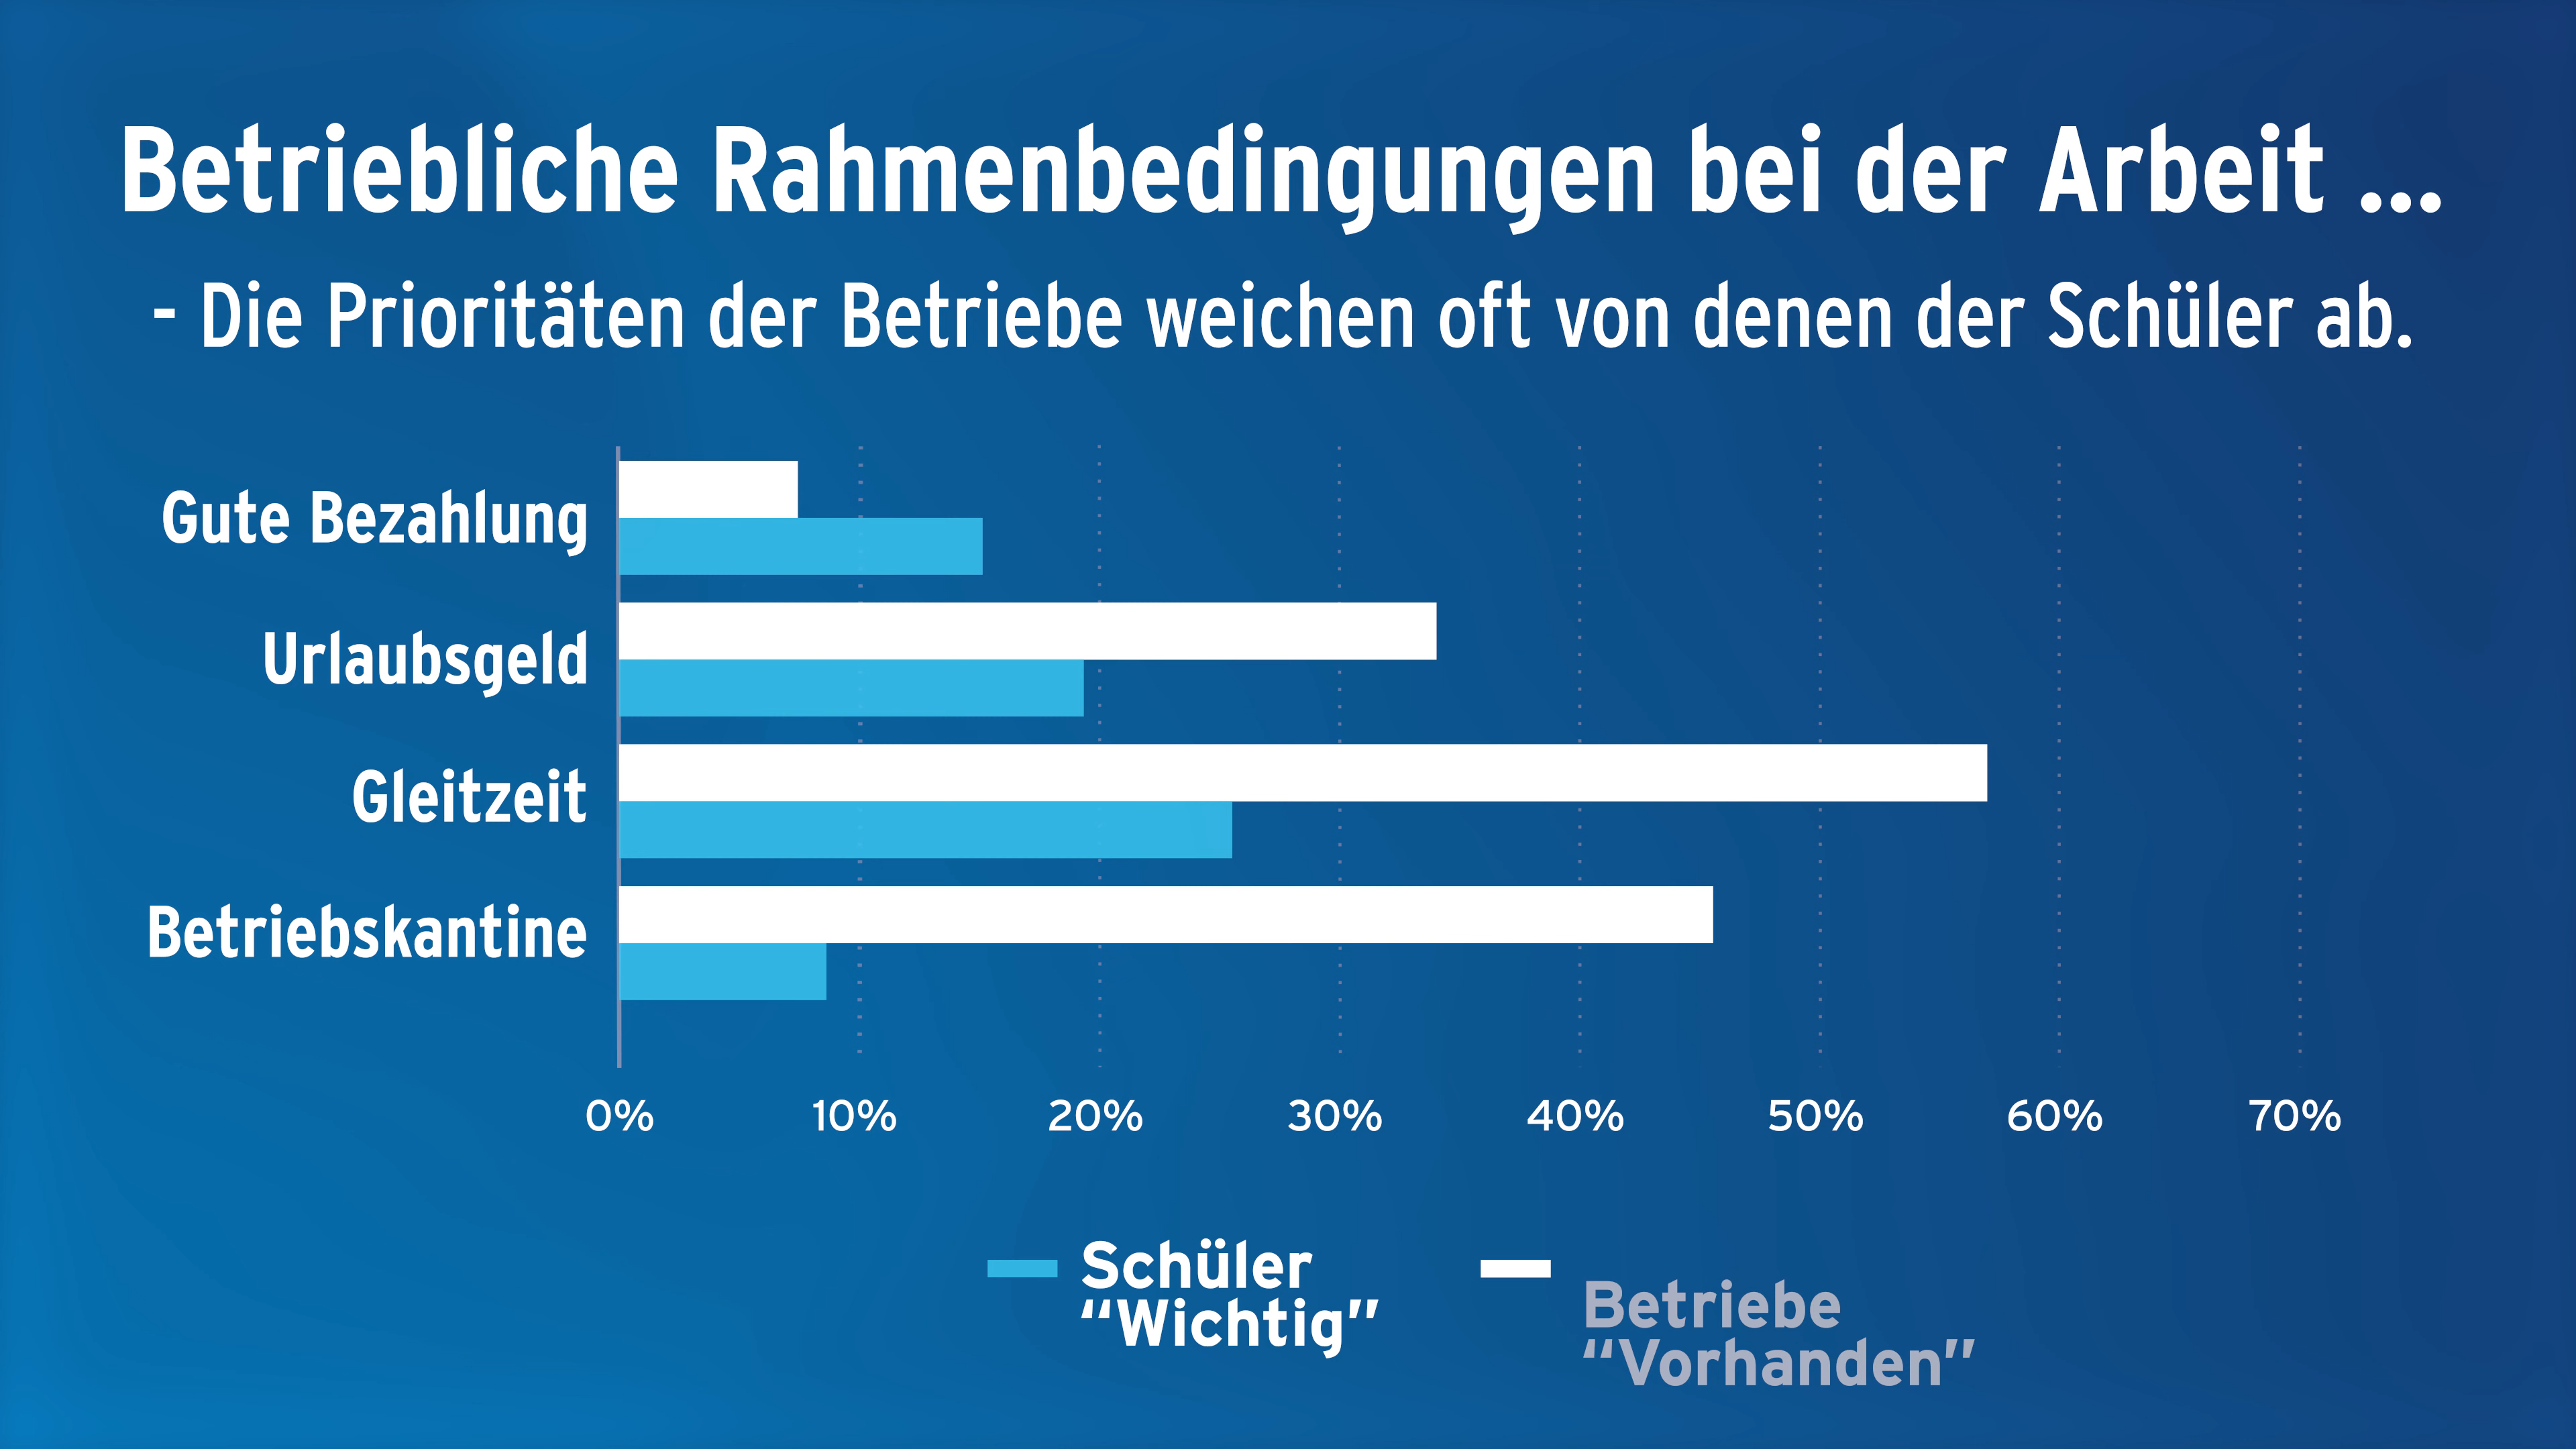 Betriebliche Rahmenbedingungen bei der Arbeit ...
- Die Prioritäten der Betriebe weichen oft von denen der Schüler ab.
Gute Bezahlung
Urlaubsgeld
Gleitzeit
Betriebskantine
0% 10% 20% 30% 40% 50% 60% 70%
Schüler
“Wichtig”
Betriebe
“Vorhanden”